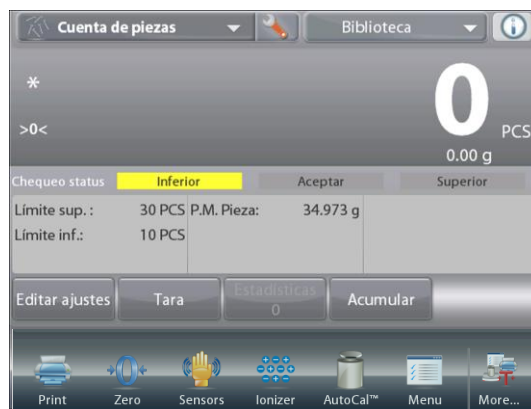 Cuenta de piezas
Biblioteca
*
>0<
0 PCS
0.00 g
Chequeo status Inferior Aceptar Superior
Límite sup. : 30 PCS P.M. Pieza: 34.973 g
Límite inf.: 10 PCS
Editar ajustes Tara Estadísticas 0 Acumular
Print Zero Sensors Ionizer AutoCal™ Menu More...